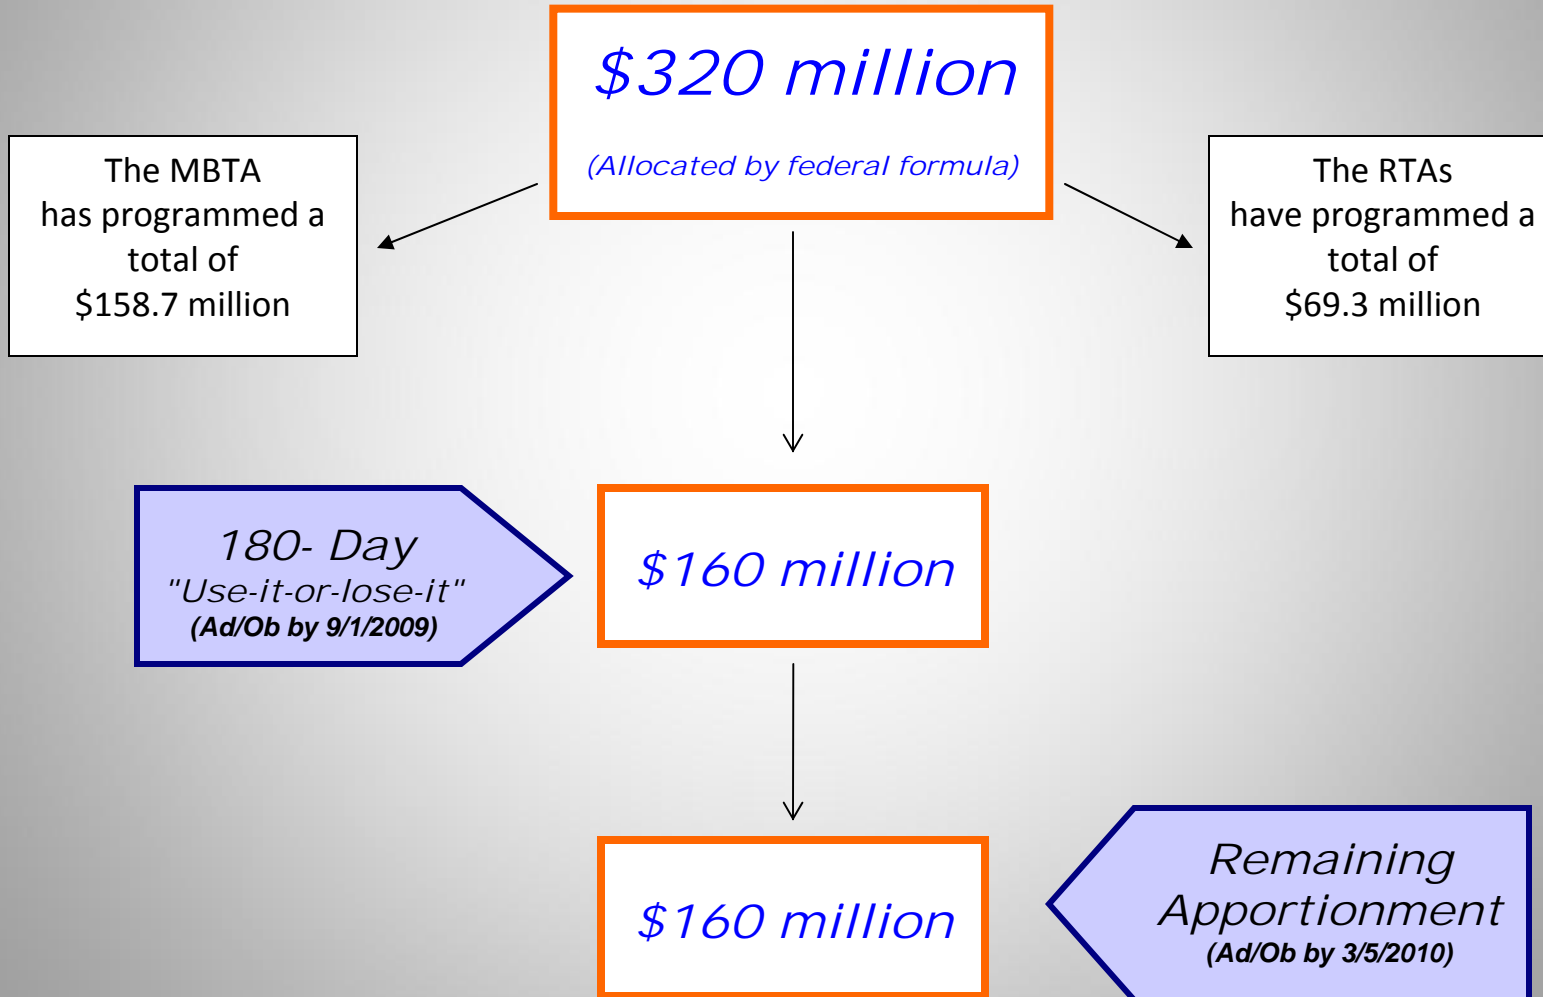 $320 million
(Allocated by federal formula)
The MBTA
has programmed a
total of
$158.7 million
The RTAs
have programmed a
total of
$69.3 million
180- Day
"Use-it-or-lose-it"
(Ad/Ob by 9/1/2009)
$160 million
$160 million
Remaining
Apportionment
(Ad/Ob by 3/5/2010)